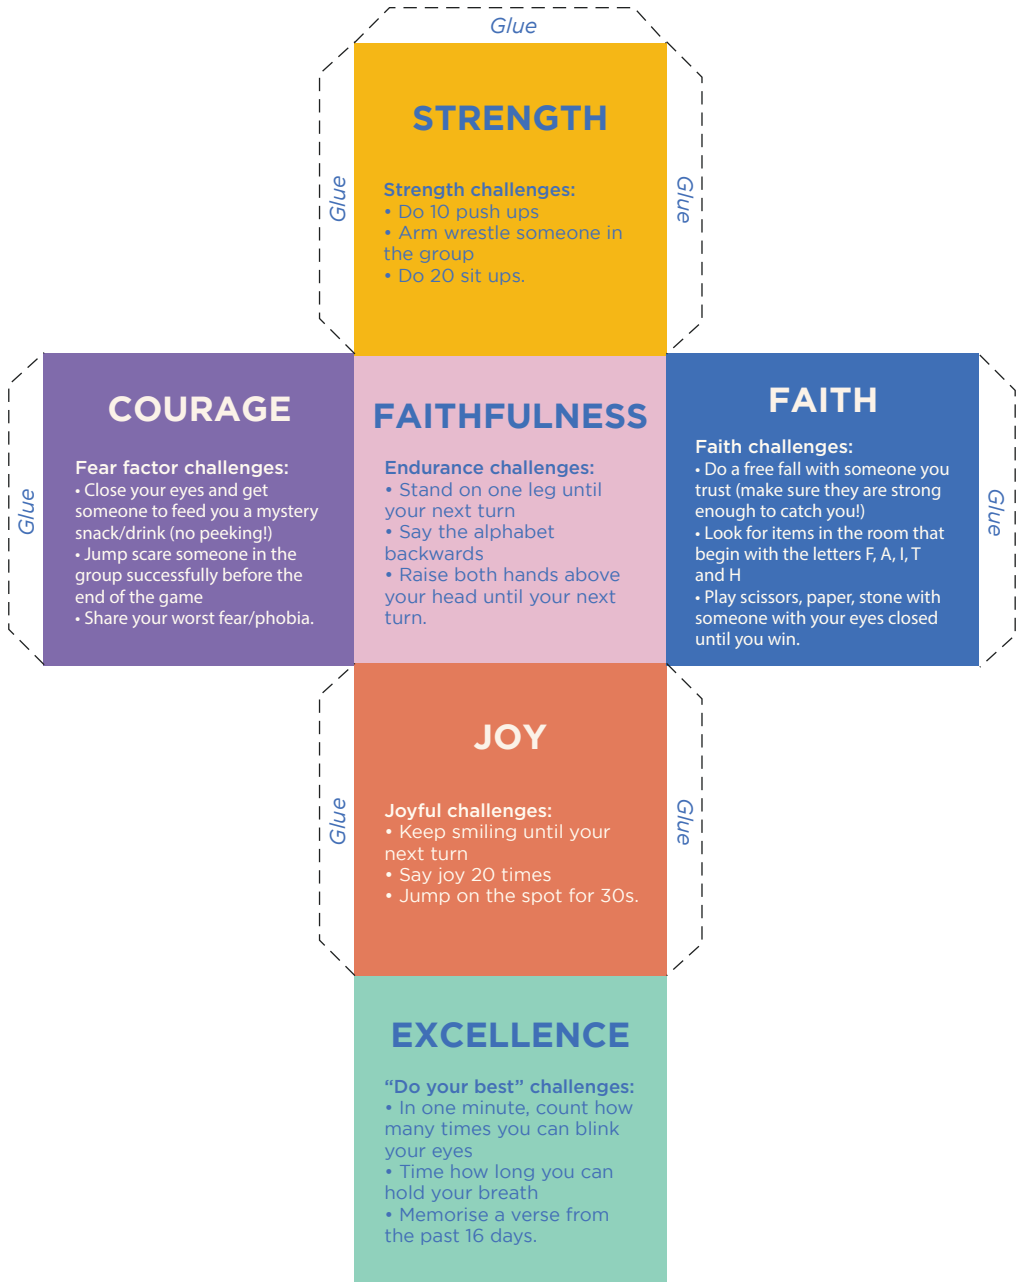 Glue
STRENGTH
Glue
Strength challenges:
• Do 10 push ups
• Arm wrestle someone in
the group
• Do 20 sit ups.
Glue
COURAGE
Glue
Fear factor challenges:
• Close your eyes and get
someone to feed you a mystery
snack/drink (no peeking!)
• Jump scare someone in the
group successfully before the
end of the game
• Share your worst fear/phobia.
FAITHFULNESS
Endurance challenges:
• Stand on one leg until
your next turn
• Say the alphabet
backwards
• Raise both hands above
your head until your next
turn.
FAITH
Faith challenges:
• Do a free fall with someone you
trust (make sure they are strong
enough to catch you!)
• Look for items in the room that
begin with the letters F, A, I, T
and H
• Play scissors, paper, stone with
someone with your eyes closed
until you win.
Glue
JOY
Glue
Joyful challenges:
• Keep smiling until your
next turn
• Say joy 20 times
• Jump on the spot for 30s.
Glue
EXCELLENCE
“Do your best” challenges:
• In one minute, count how
many times you can blink
your eyes
• Time how long you can
hold your breath
• Memorise a verse from
the past 16 days.